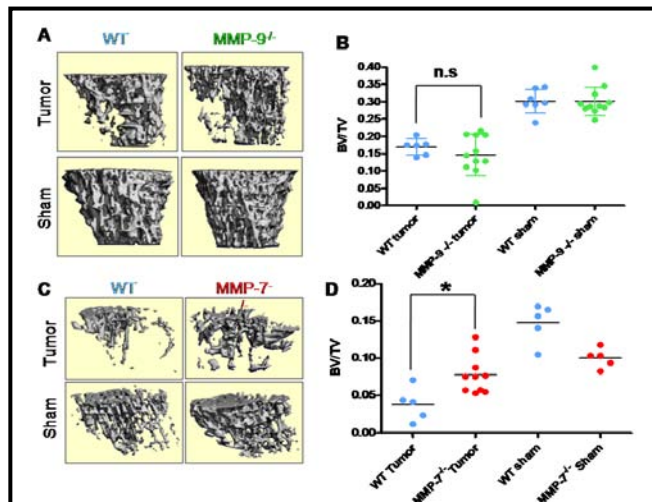 A
WT
MMP-9-/-
Tumor
Sham
B
n.s
BV/TV
0.40
0.35
0.30
0.25
0.20
0.15
0.10
0.05
0.00
WT tumor
MMP-9 -/- tumor
WT sham
MMP-9 -/- sham
C
WT
MMP-7-
/-
Tumor
Sham
D
*
BV/TV
0.20
0.15
0.10
0.05
0.00
WT Tumor
MMP-7-/- Tumor
WT sham
MMP-7-/- Sham